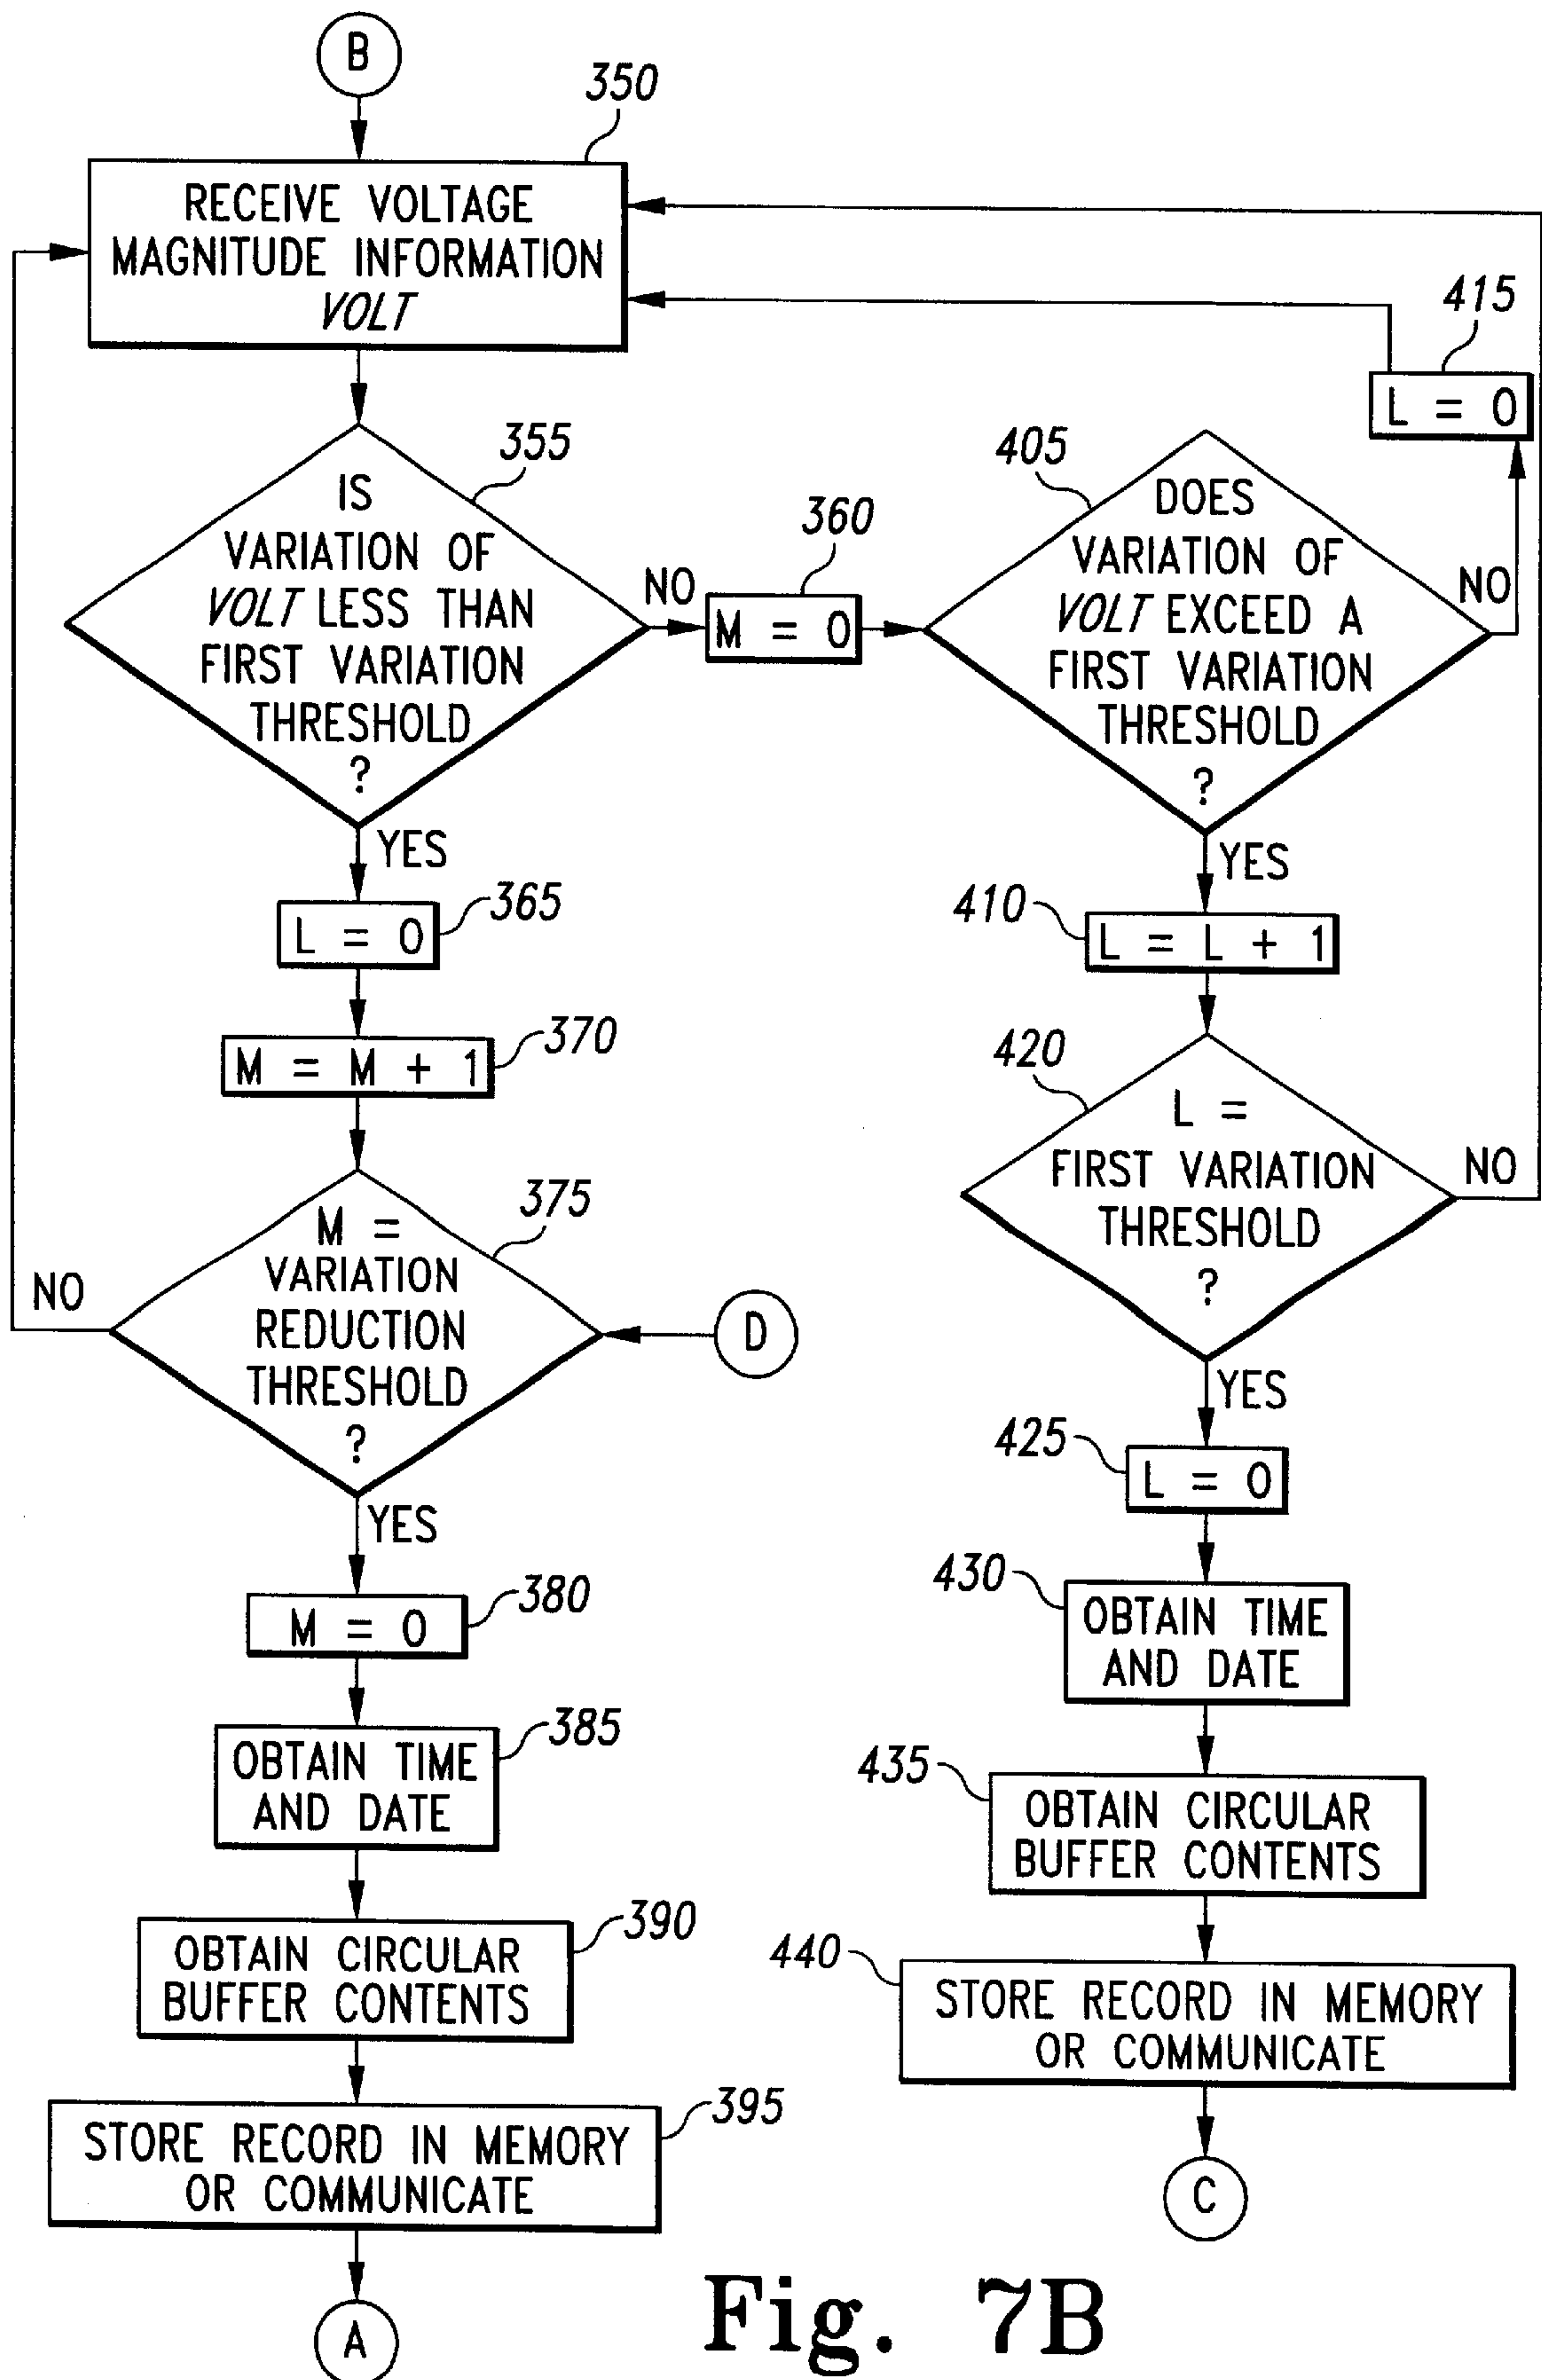 B
350
RECEIVE VOLTAGE
MAGNITUDE INFORMATION
VOLT
415
L = 0
355
IS
VARIATION OF
VOLT LESS THAN
FIRST VARIATION
THRESHOLD
?
NO
360
M = 0
405
DOES
VARIATION OF
VOLT EXCEED A
FIRST VARIATION
THRESHOLD
?
NO
YES
365
L = 0
370
M = M + 1
375
M =
VARIATION
REDUCTION
THRESHOLD
?
NO
D
YES
380
M = 0
385
OBTAIN TIME
AND DATE
390
OBTAIN CIRCULAR
BUFFER CONTENTS
395
STORE RECORD IN MEMORY
OR COMMUNICATE
A
YES
410
L = L + 1
420
L =
FIRST VARIATION
THRESHOLD
?
NO
YES
425
L = 0
430
OBTAIN TIME
AND DATE
435
OBTAIN CIRCULAR
BUFFER CONTENTS
440
STORE RECORD IN MEMORY
OR COMMUNICATE
C
Fig. 7B